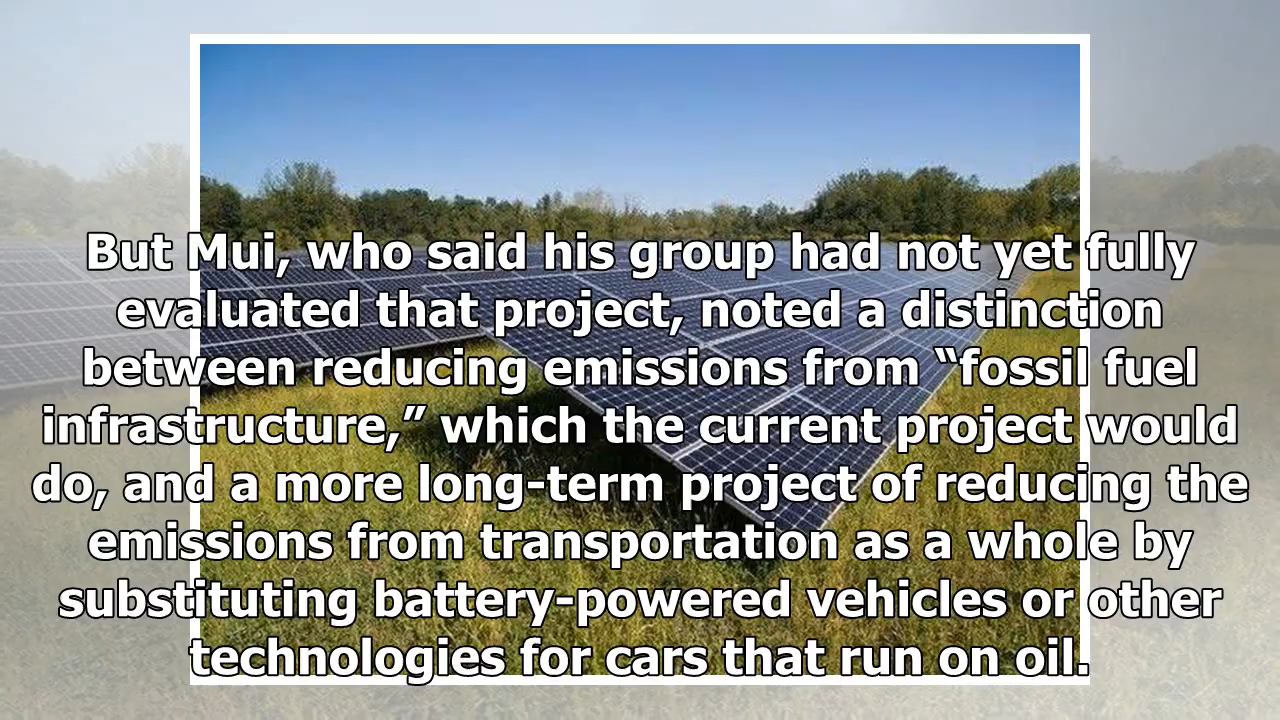 But Mui, who said his group had not yet fully
evaluated that project, noted a distinction
between reducing emissions from “fossil fuel
infrastructure,” which the current project would
do, and a more long-term project of reducing the
emissions from transportation as a whole by
substituting battery-powered vehicles or other
technologies for cars that run on oil.